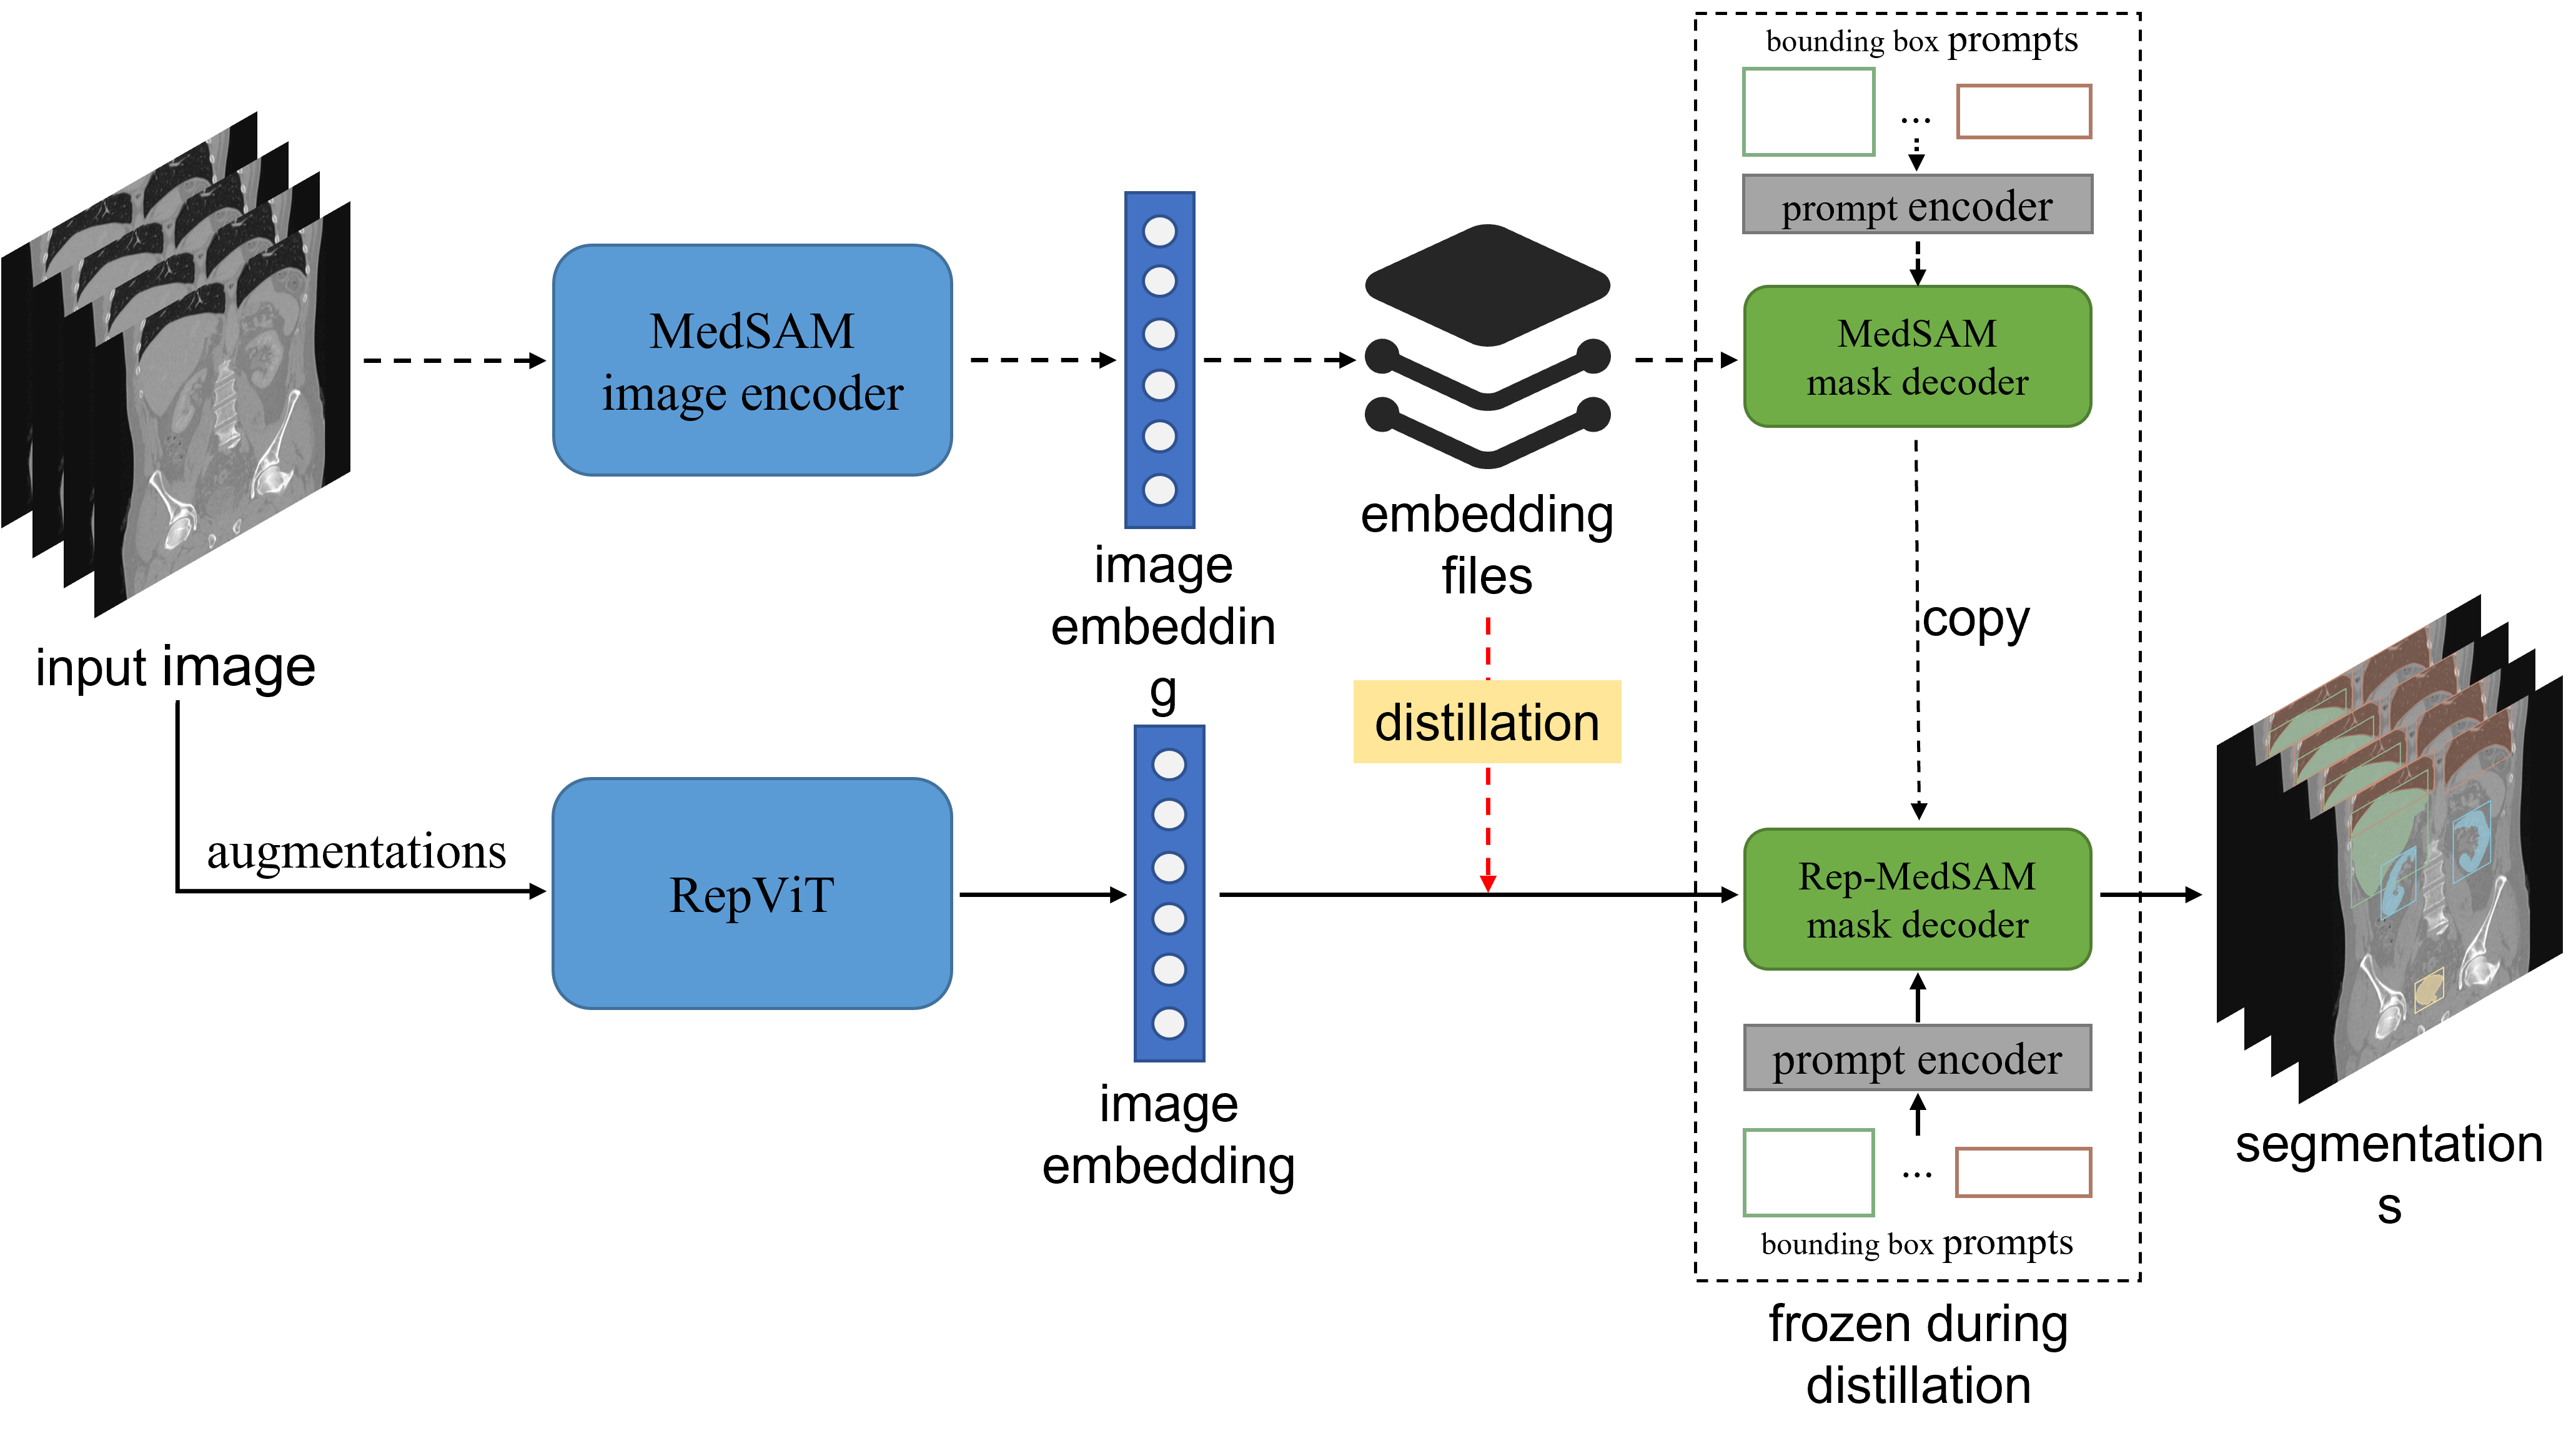 bounding box prompts
...
prompt encoder
MedSAM
image encoder
MedSAM
mask decoder
image
embeddin
g
embedding
files
copy
input image
distillation
augmentations
RepViT
Rep-MedSAM
mask decoder
prompt encoder
image
embedding
...
bounding box prompts
segmentation
s
frozen during
distillation